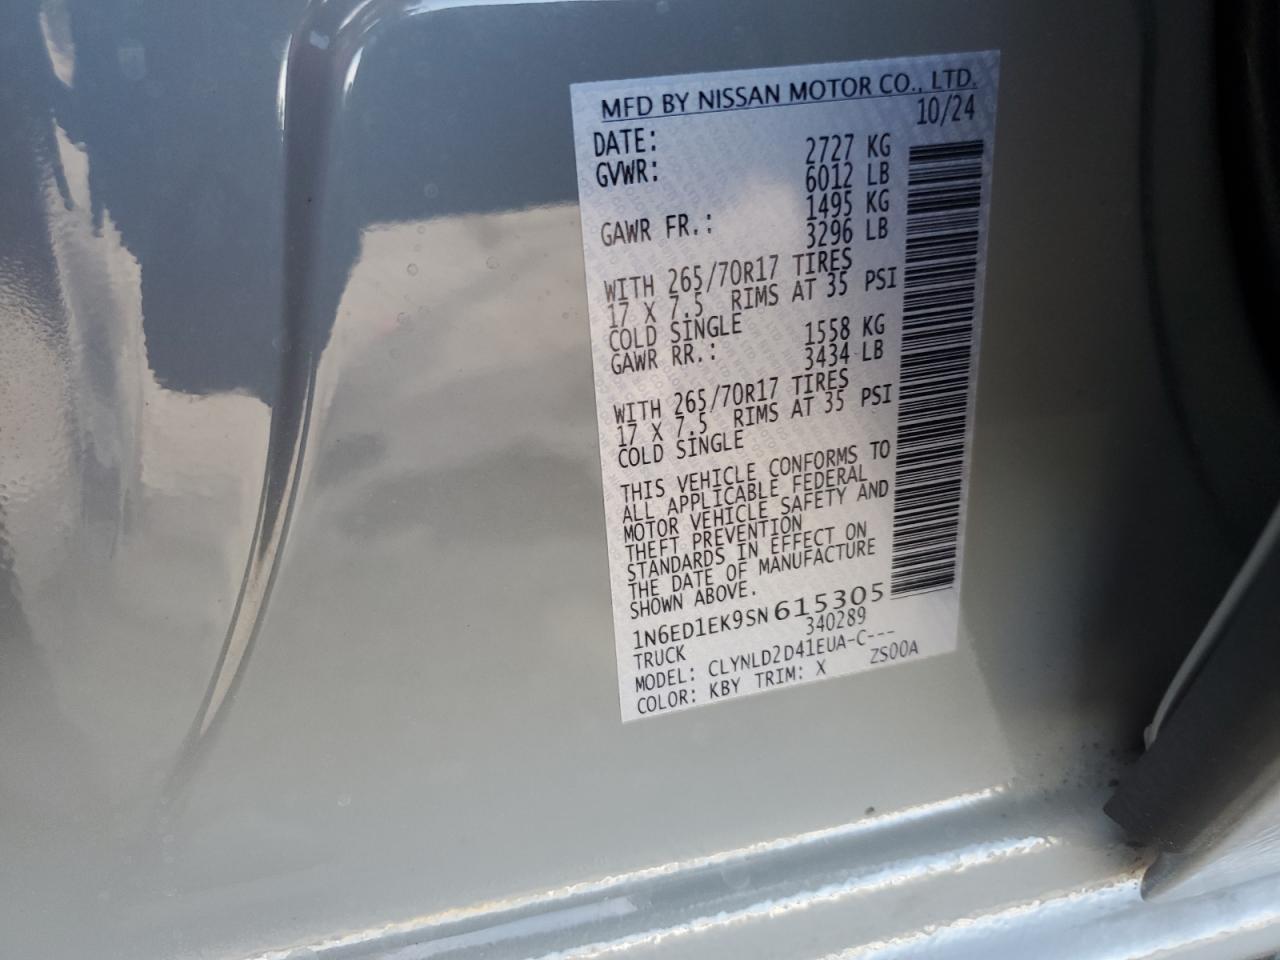 MFD BY NISSAN MOTOR CO., LTD.
DATE: 10/24
GVWR: 2727 KG
6012 LB
GAWR FR.: 1495 KG
3296 LB
WITH 265/70R17 TIRES
17 X 7.5 RIMS AT 35 PSI
COLD SINGLE
GAWR RR.: 1558 KG
3434 LB
WITH 265/70R17 TIRES
17 X 7.5 RIMS AT 35 PSI
COLD SINGLE
THIS VEHICLE CONFORMS TO
ALL APPLICABLE FEDERAL
MOTOR VEHICLE SAFETY AND
THEFT PREVENTION
STANDARDS IN EFFECT ON
THE DATE OF MANUFACTURE
SHOWN ABOVE.
1N6ED1EK9SN615305
TRUCK 340289
MODEL: CLYNLD2D41EUA-C---
COLOR: KBY TRIM: X ZS00A